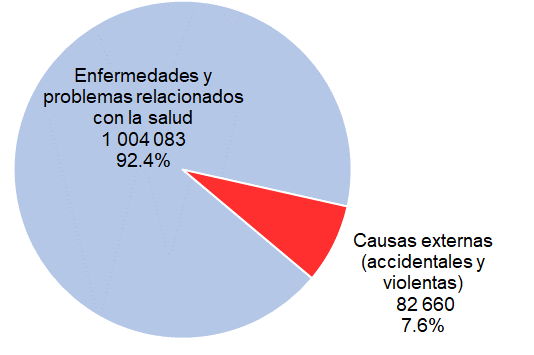 Enfermedades y
problemas relacionados
con la salud
1 004 083
92.4%
Causas externas
(accidentales y
violentas)
82 660
7.6%